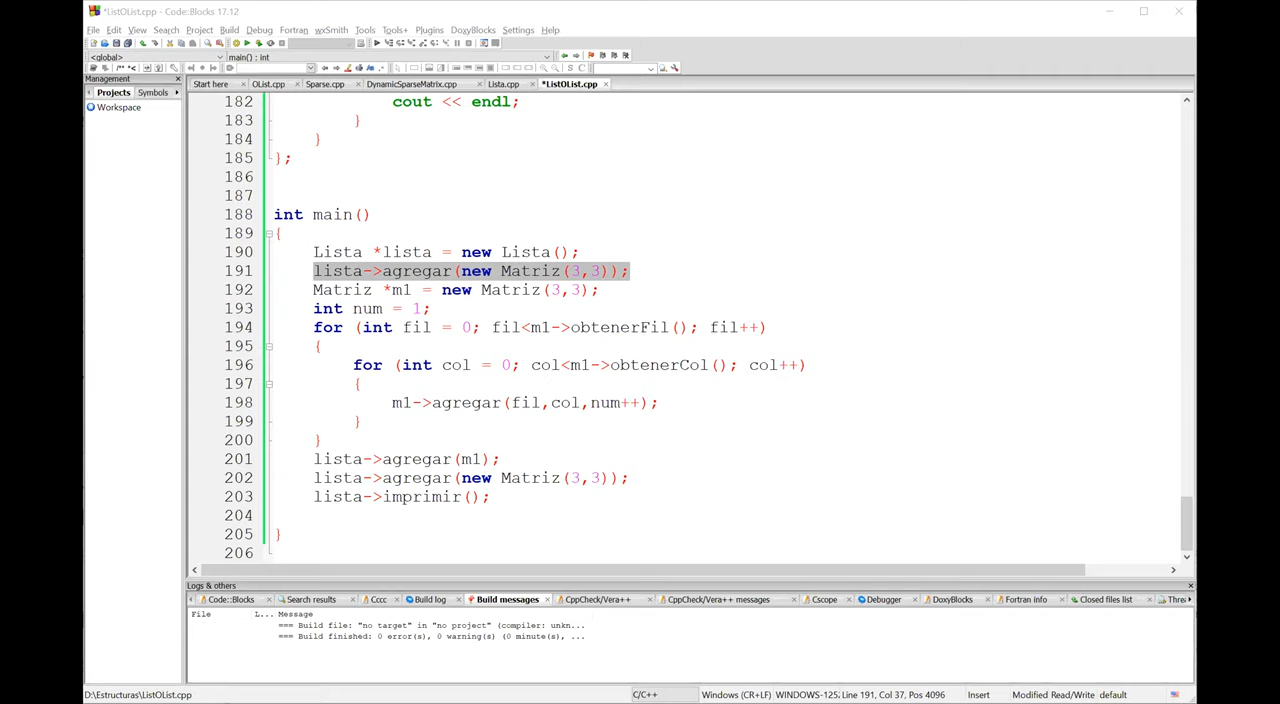 *ListOList.cpp - Code::Blocks 17.12
File Edit View Search Project Build Debug Fortran wxSmith Tools Tools+ Plugins DoxyBlocks Settings Help
<global> main() : int
Management
Projects Symbols
Workspace
Start here OList.cpp Sparse.cpp DynamicSparseMatrix.cpp Lista.cpp *ListOList.cpp
182 cout << endl;
183 }
184 }
185 };
186
187
188 int main()
189 {
190 Lista *lista = new Lista();
191 lista->agregar(new Matriz(3,3));
192 Matriz *m1 = new Matriz(3,3);
193 int num = 1;
194 for (int fil = 0; fil<m1->obtenerFil(); fil++)
195 {
196 for (int col = 0; col<m1->obtenerCol(); col++)
197 {
198 m1->agregar(fil,col,num++);
199 }
200 }
201 lista->agregar(m1);
202 lista->agregar(new Matriz(3,3));
203 lista->imprimir();
204
205 }
206
Logs & others
Code::Blocks Search results Cccc Build log Build messages CppCheck/Vera++ CppCheck/Vera++ messages Cscope Debugger DoxyBlocks Fortran info Closed files list Threa
File L... Message
=== Build file: "no target" in "no project" (compiler: unkn...
=== Build finished: 0 error(s), 0 warning(s) (0 minute(s), ...
D:\Estructuras\ListOList.cpp C/C++ Windows (CR+LF) WINDOWS-125; Line 191, Col 37, Pos 4096 Insert Modified Read/Write default